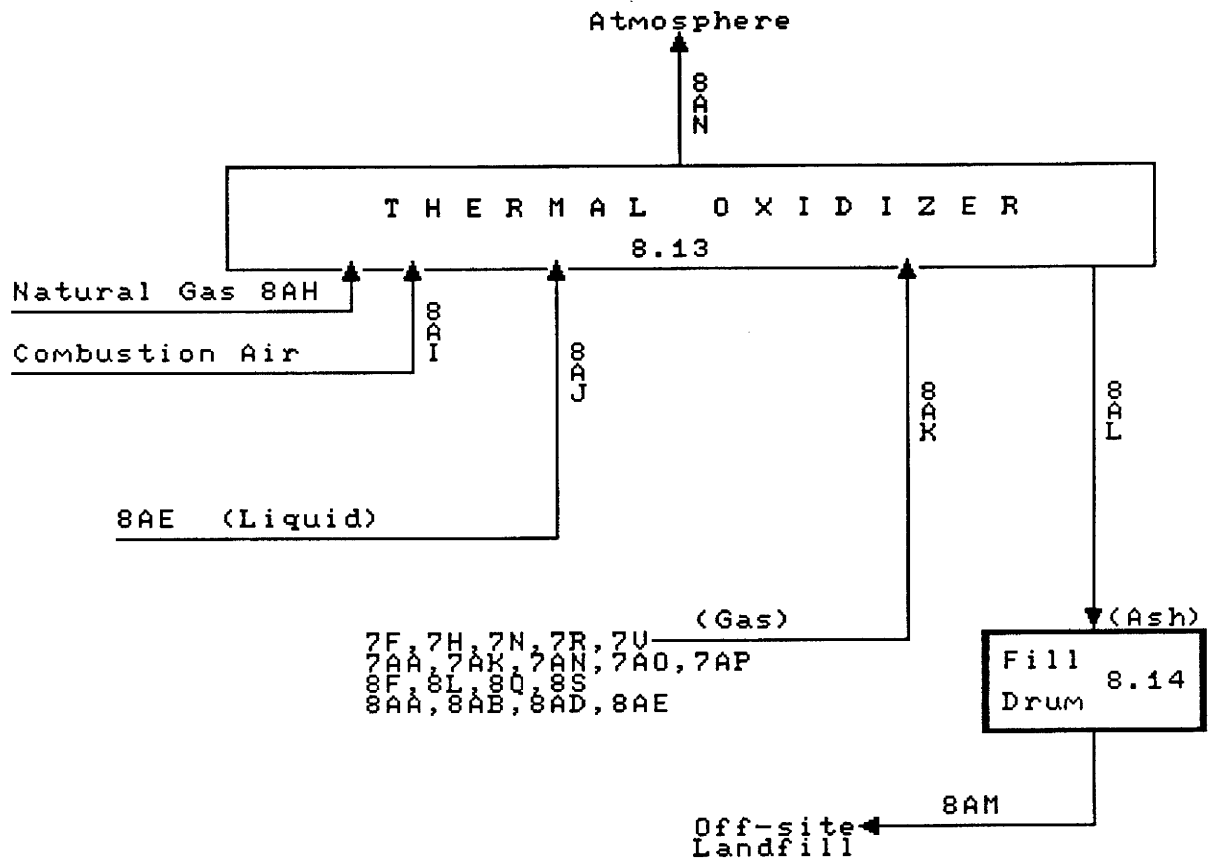 Atmosphere
8AN
T H E R M A L O X I D I Z E R
8.13
Natural Gas 8AH
8AI
Combustion Air
8AJ
8AK
8AL
8AE (Liquid)
(Gas)
(Ash)
7F,7H,7N,7R,7V
7AA,7AK,7AN,7AO,7AP
8F,8L,8Q,8S
8AA,8AB,8AD,8AE
Fill
8.14
Drum
8AM
Off-site
Landfill